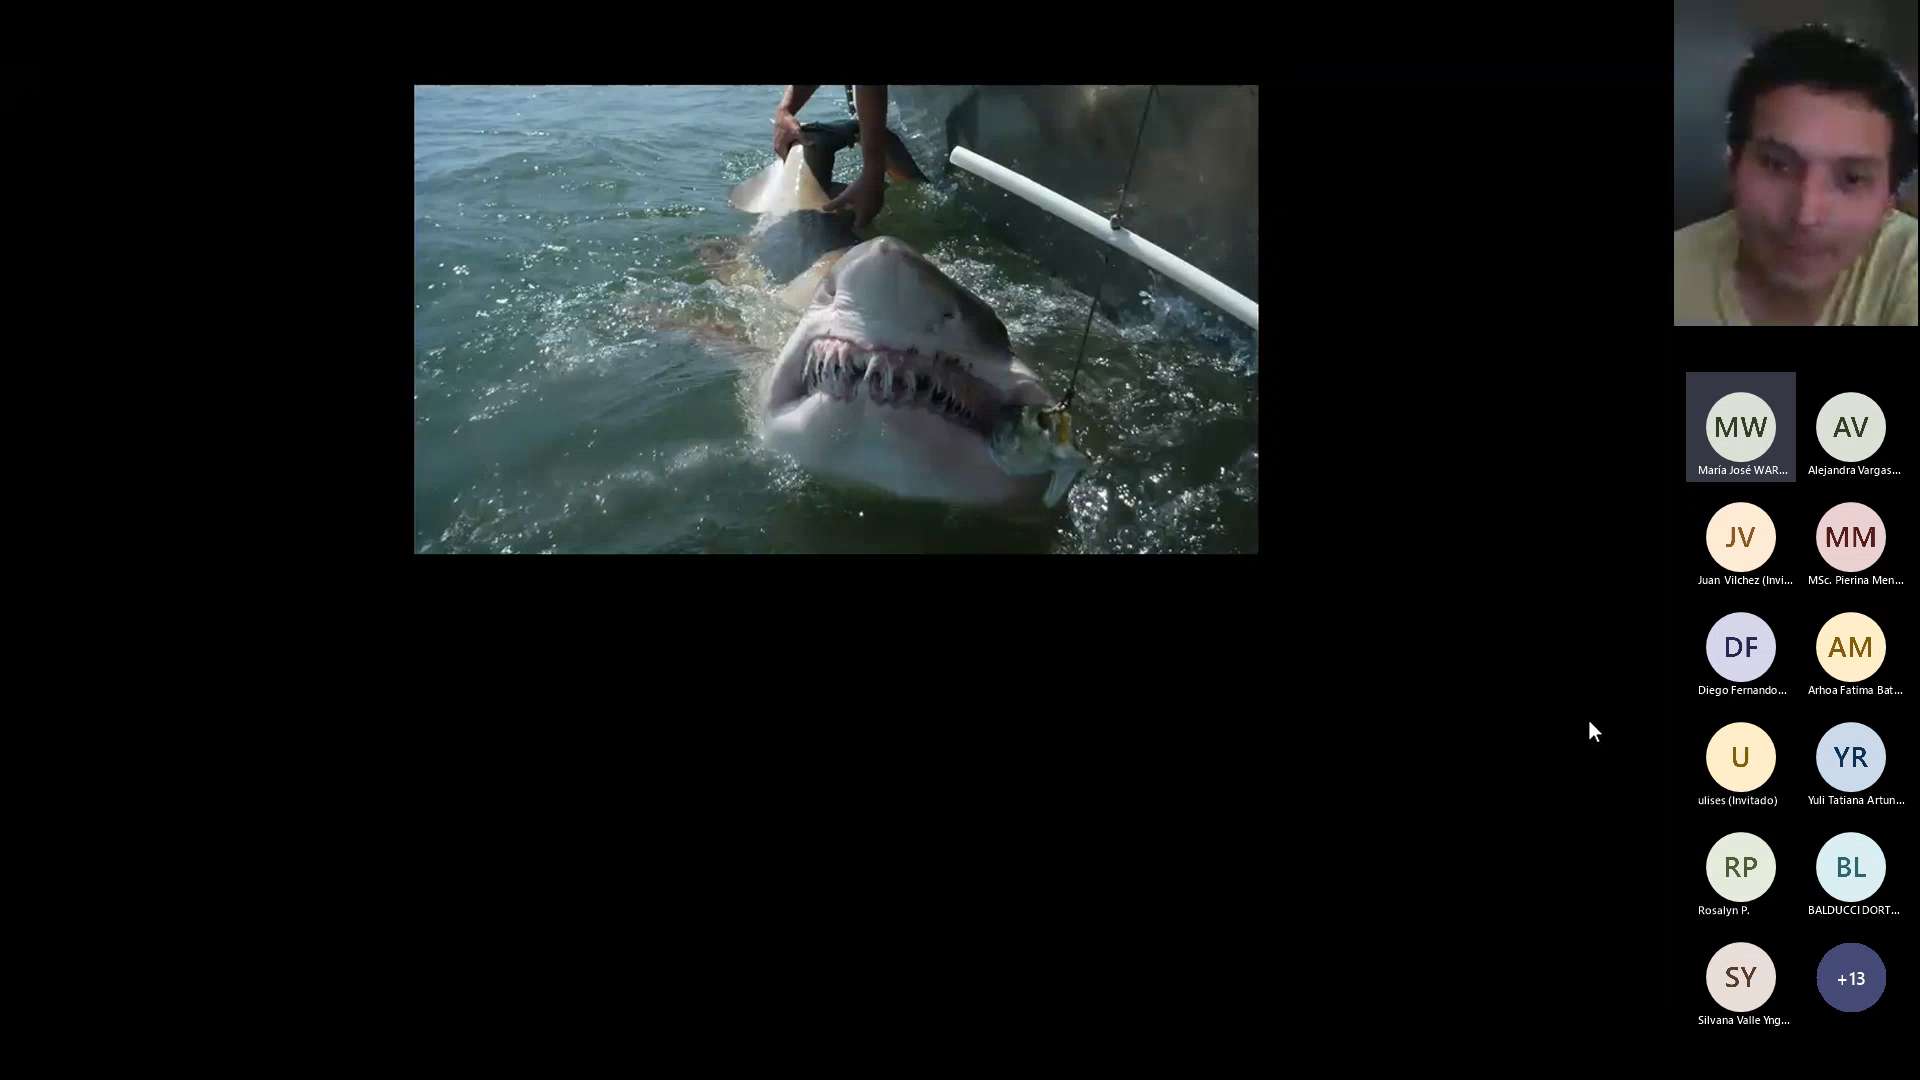 MW
AV
María José WAR...
Alejandra Vargas...
JV
MM
Juan Vilchez (Invi...
MSc. Pierina Men...
DF
AM
Diego Fernando...
Arhoa Fatima Bat...
U
YR
ulises (Invitado)
Yuli Tatiana Artun...
RP
BL
Rosalyn P.
BALDUCCI DORT...
SY
+13
Silvana Valle Yng...